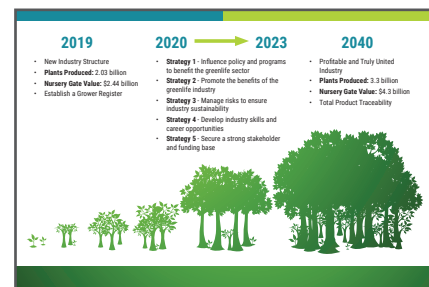 2019
• New Industry Structure
• Plants Produced: 2.03 billion
• Nursery Gate Value: $2.44 billion
• Establish a Grower Register
2020 2023
• Strategy 1 - Influence policy and programs
to benefit the greenlife sector
• Strategy 2 - Promote the benefits of the
greenlife industry
• Strategy 3 - Manage risks to ensure
industry sustainability
• Strategy 4 - Develop industry skills and
career opportunities
• Strategy 5 - Secure a strong stakeholder
and funding base
2040
• Profitable and Truly United
Industry
• Plants Produced: 3.3 billion
• Nursery Gate Value: $4.3 billion
• Total Product Traceability